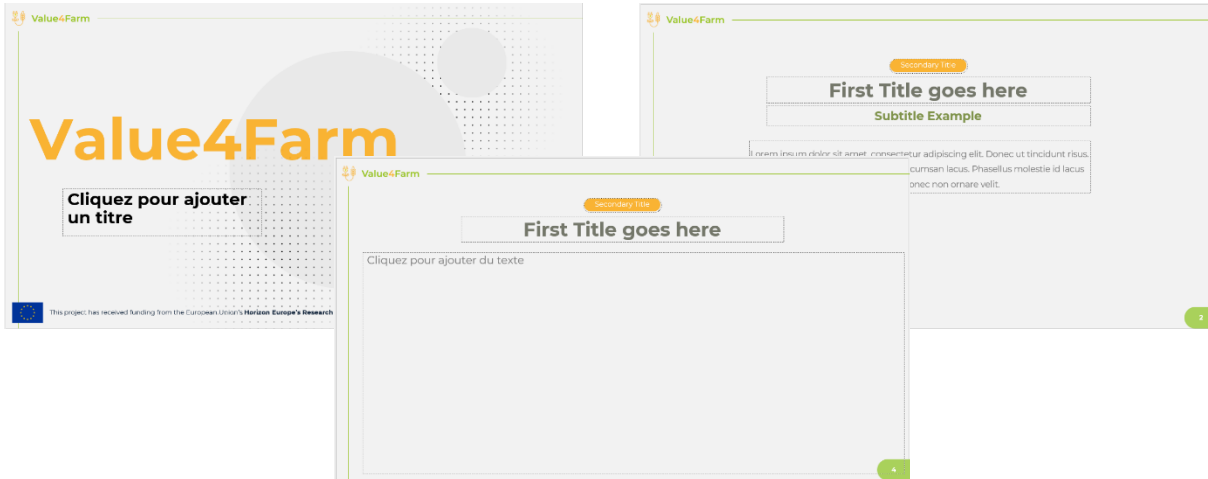 Value4Farm
Value4Farm
Cliquez pour ajouter
un titre
This project has received funding from the European Union's Horizon Europe's Research
Value4Farm
Secondary Title
First Title goes here
Subtitle Example
Lorem ipsum dolor sit amet, consectetur adipiscing elit. Donec ut tincidunt risus.
cumsan lacus. Phasellus molestie id lacus
onec non ornare velit.
2
Value4Farm
Secondary Title
First Title goes here
Cliquez pour ajouter du texte
4